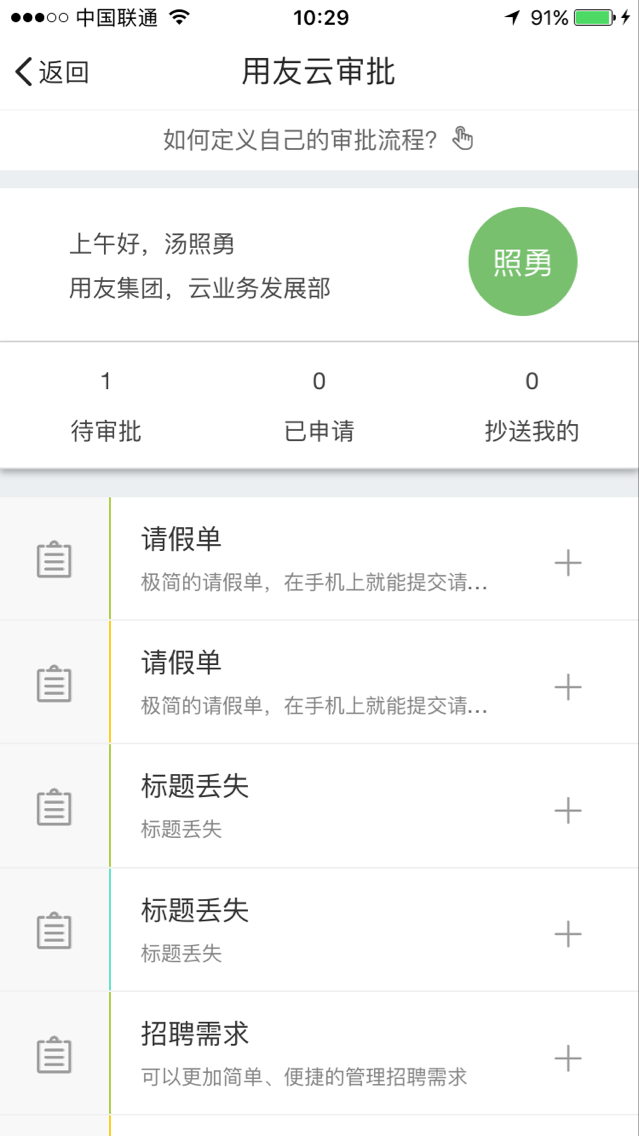 中国联通
10:29
91%
返回
用友云审批
如何定义自己的审批流程?
上午好，汤照勇
用友集团，云业务发展部
照勇
1
0
0
待审批
已申请
抄送我的
请假单
极简的请假单，在手机上就能提交请...
请假单
极简的请假单，在手机上就能提交请...
标题丢失
标题丢失
标题丢失
标题丢失
招聘需求
可以更加简单、便捷的管理招聘需求